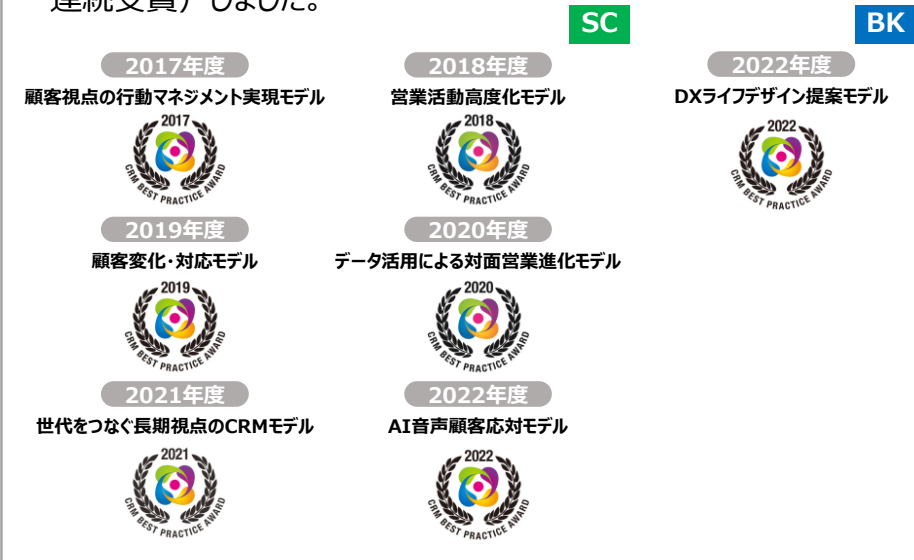 連続受賞）しました。
SC
BK
2017年度
顧客視点の行動マネジメント実現モデル
2017
CRM BEST PRACTICE AWARD
2018年度
営業活動高度化モデル
2018
CRM BEST PRACTICE AWARD
2022年度
DXライフデザイン提案モデル
2022
CRM BEST PRACTICE AWARD
2019年度
顧客変化・対応モデル
2019
CRM BEST PRACTICE AWARD
2020年度
データ活用による対面営業進化モデル
2020
CRM BEST PRACTICE AWARD
2021年度
世代をつなぐ長期視点のCRMモデル
2021
CRM BEST PRACTICE AWARD
2022年度
AI音声顧客応対モデル
2022
CRM BEST PRACTICE AWARD